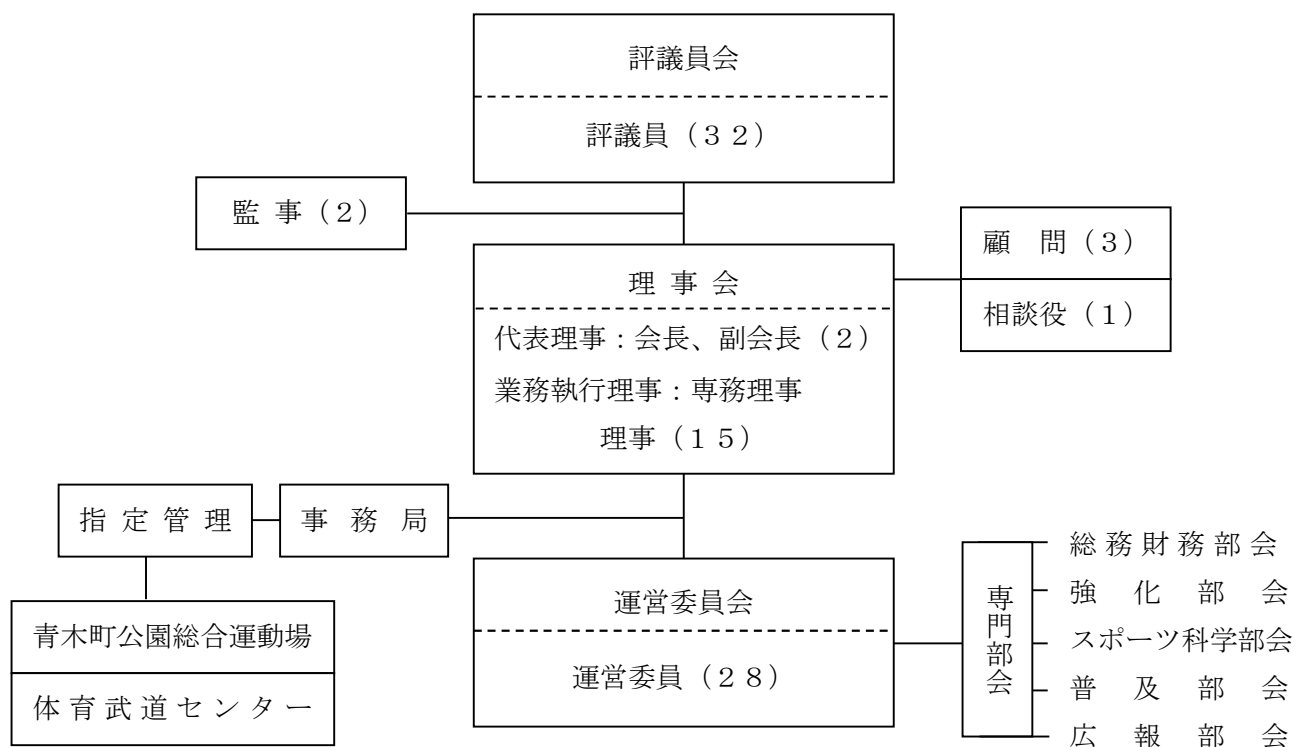 評議員会
評議員（３２）
監 事（２）
顧　問（３）
相談役（１）
理 事 会
代表理事：会長、副会長（２）
業務執行理事：専務理事
理事（１５）
指 定 管 理
事 務 局
青木町公園総合運動場
体 育 武 道 セ ン タ ー
運営委員会
運営委員（２８）
専門部会
総 務 財 務 部 会
強 化 部 会
スポーツ科学部会
普 及 部 会
広 報 部 会